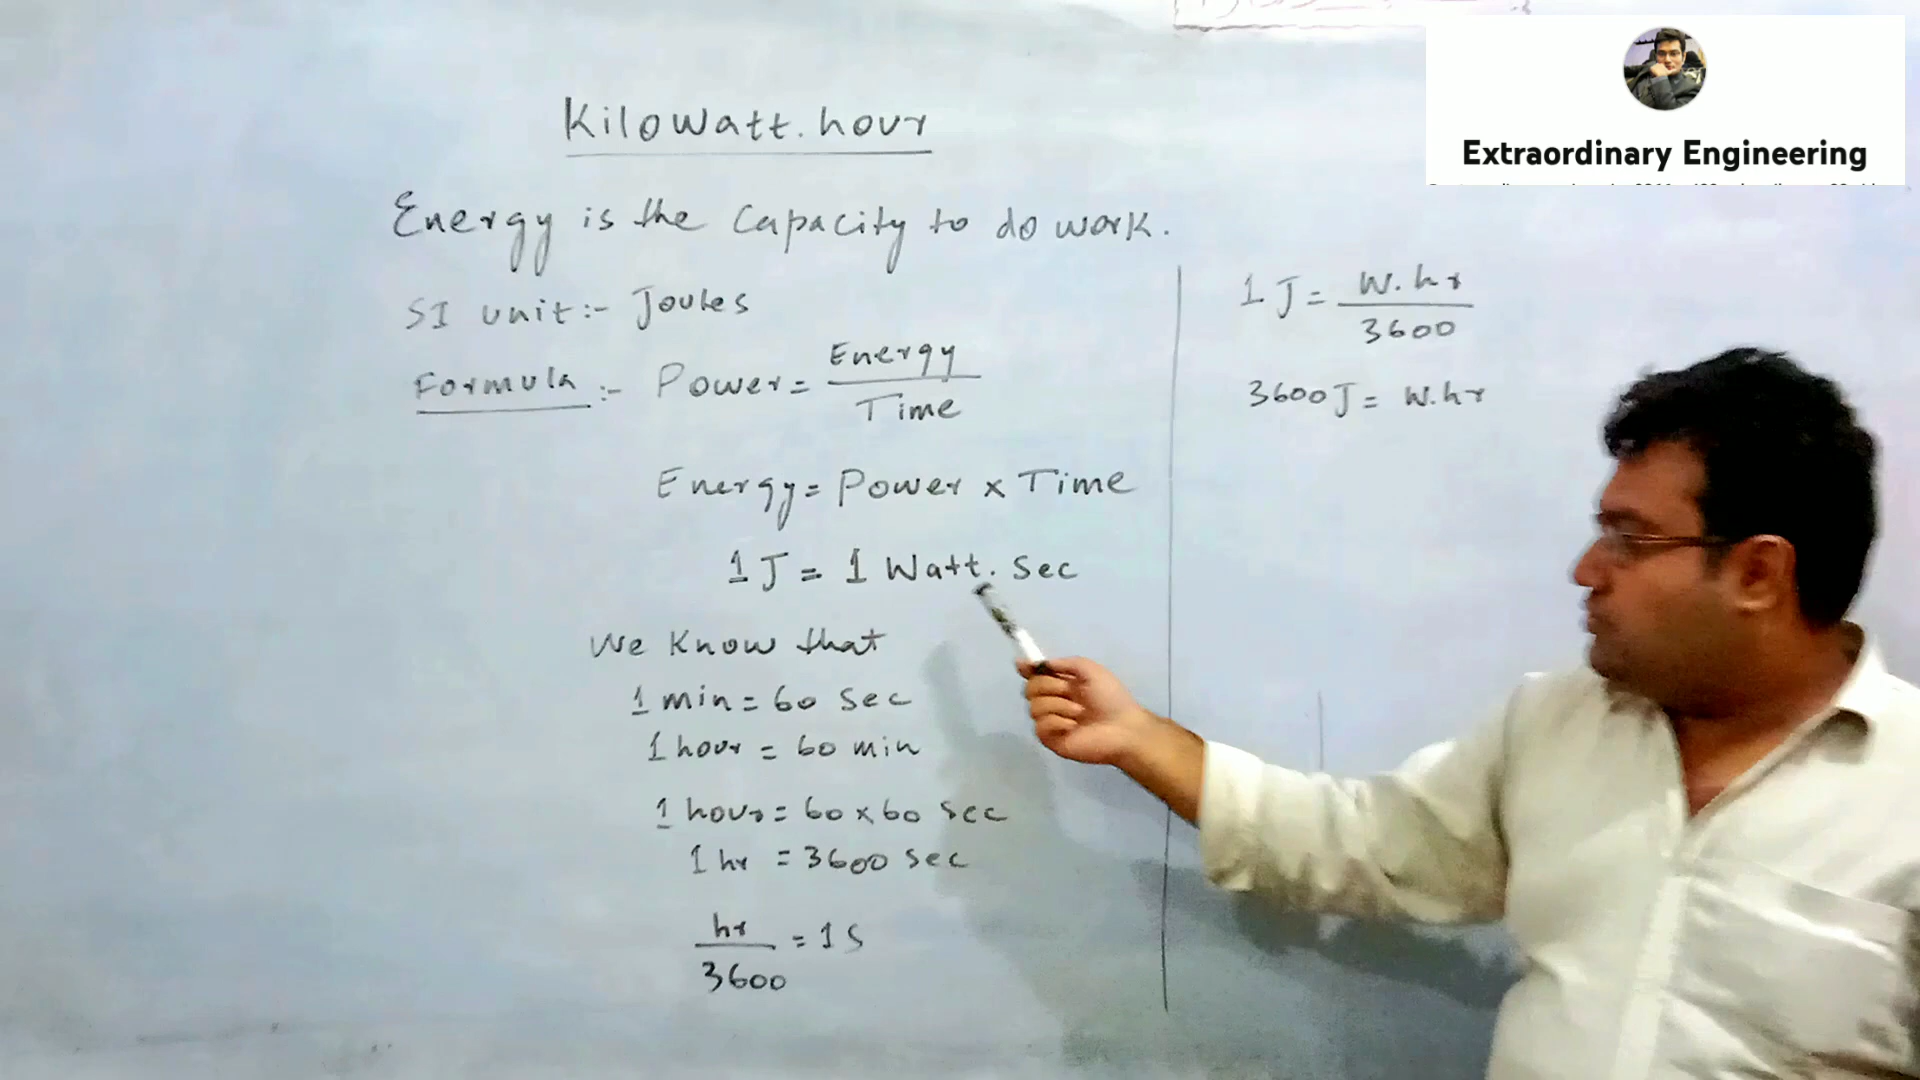 Extraordinary Engineering
Kilowatt.hour
Energy is the capacity to do work.
SI unit:- Joules
Formula :- Power = Energy / Time
Energy = Power x Time
1 J = 1 Watt. Sec
We know that
1 min = 60 sec
1 hour = 60 min
1 hour = 60 x 60 sec
1 hr = 3600 sec
hr / 3600 = 1 S
1 J = W.hr / 3600
3600 J = W.hr